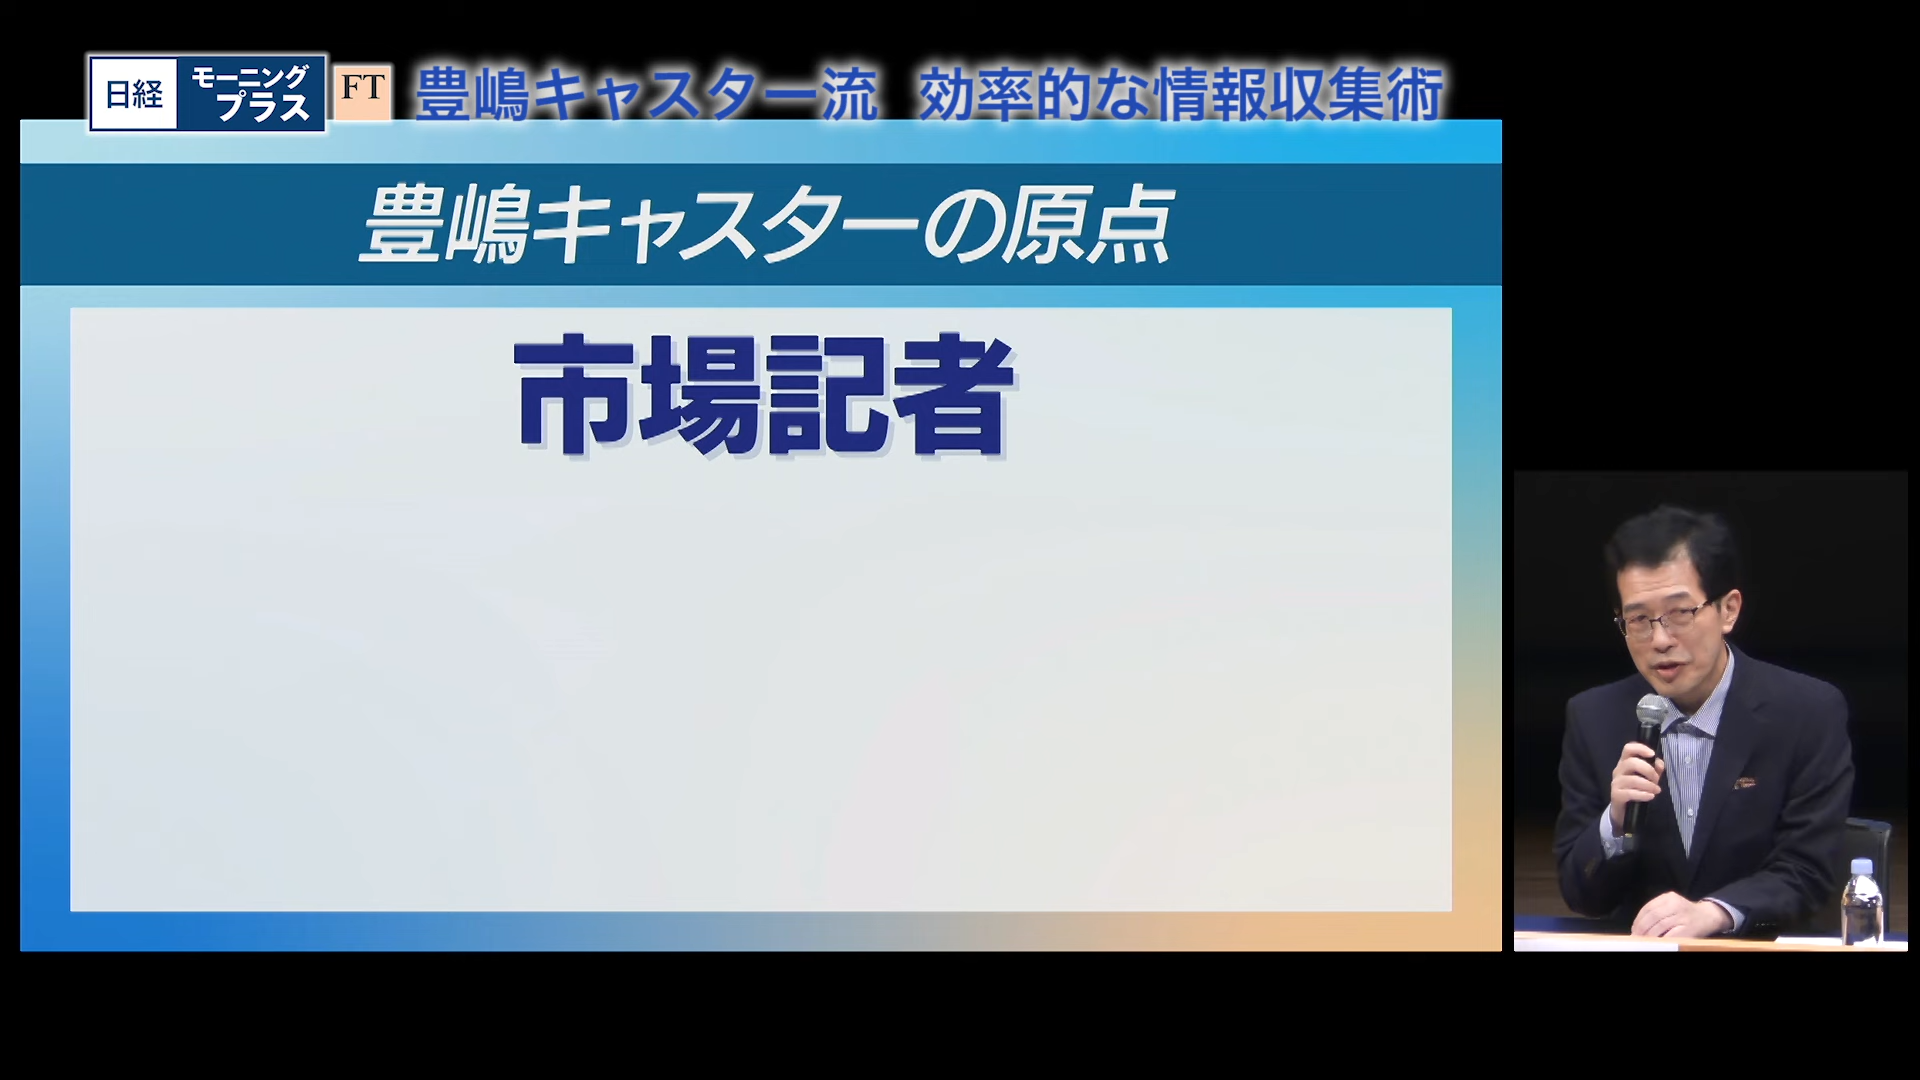 日経
モーニング
プラス
FT
豊嶋キャスター流 効率的な情報収集術
豊嶋キャスターの原点
市場記者